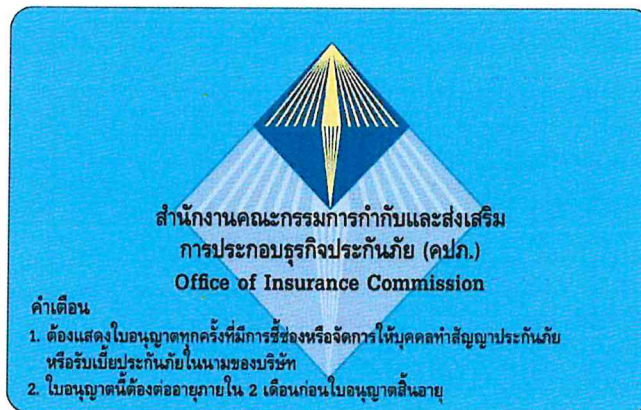 สำนักงานคณะกรรมการกำกับและส่งเสริม
การประกอบธุรกิจประกันภัย (คปภ.)
Office of Insurance Commission
คำเตือน
1. ต้องแสดงใบอนุญาตทุกครั้งที่มีการชี้ช่องหรือจัดการให้บุคคลทำสัญญาประกันภัย
หรือรับเบี้ยประกันภัยในนามของบริษัท
2. ใบอนุญาตนี้ต้องต่ออายุภายใน 2 เดือนก่อนใบอนุญาตสิ้นอายุ